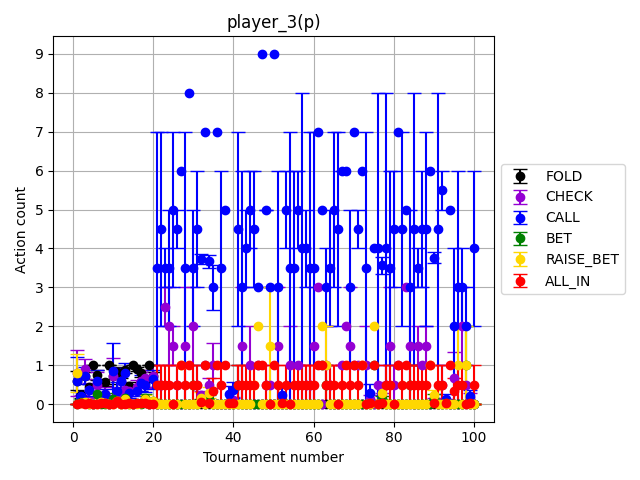 player_3(p)
Action count
9
8
7
6
5
4
3
2
1
0
0
20
40
60
80
100
Tournament number
FOLD
CHECK
CALL
BET
RAISE_BET
ALL_IN